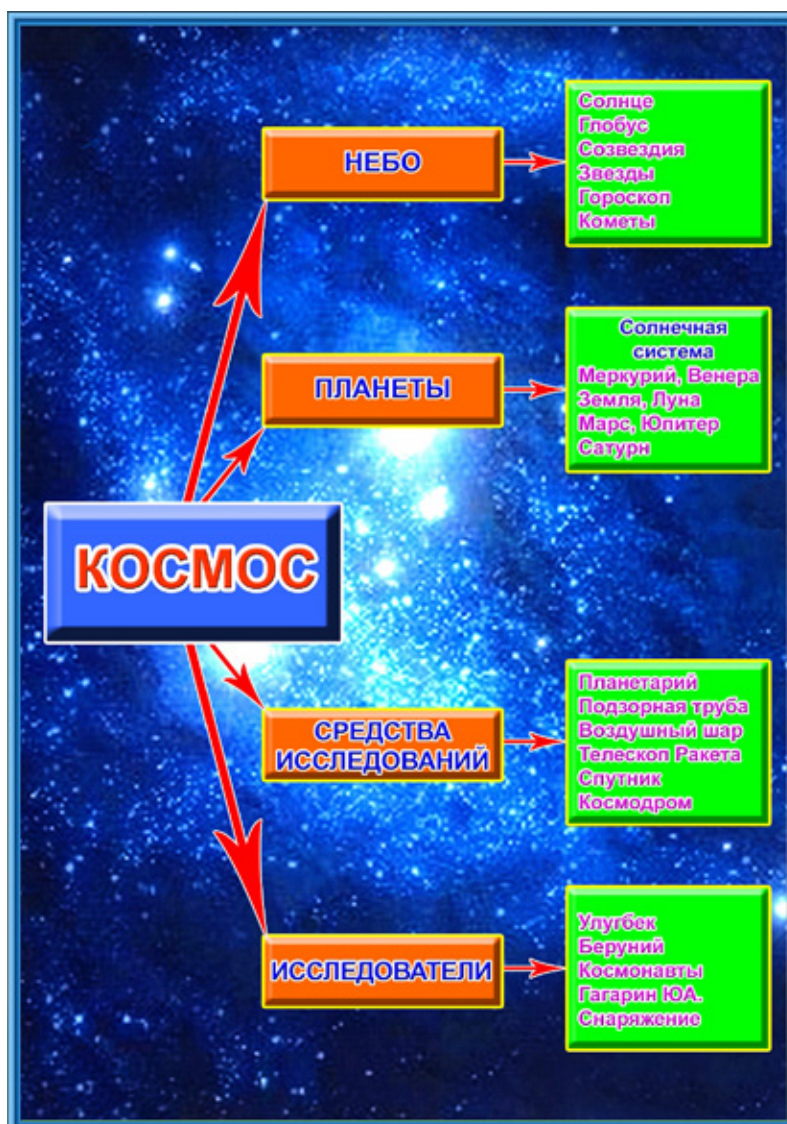 КОСМОС
НЕБО
Солнце
Глобус
Созвездия
Звезды
Гороскоп
Кометы
ПЛАНЕТЫ
Солнечная
система
Меркурий, Венера
Земля, Луна
Марс, Юпитер
Сатурн
СРЕДСТВА
ИССЛЕДОВАНИЙ
Планетарий
Подзорная труба
Воздушный шар
Телескоп Ракета
Спутник
Космодром
ИССЛЕДОВАТЕЛИ
Улугбек
Беруний
Космонавты
Гагарин ЮА.
Снаряжение